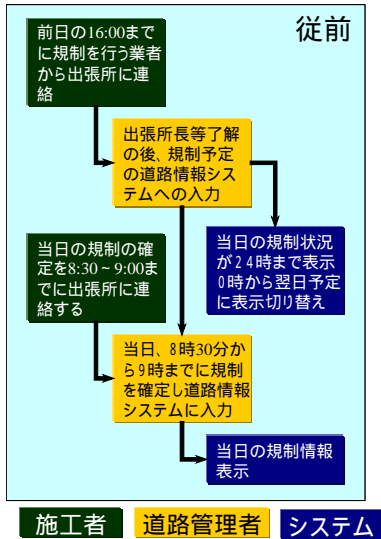 従前
前日の16:00まで
に規制を行う業者
から出張所に連
絡
出張所長等了解
の後、規制予定
の道路情報シス
テムへの入力
当日の規制の確
定を8:30~9:00ま
でに出張所に連
絡する
当日の規制状況
が24時まで表示
0時から翌日予定
に表示切り替え
当日、8時30分か
ら9時までに規制
を確定し道路情報
システムに入力
当日の規制情報
表示
施工者
道路管理者
システム